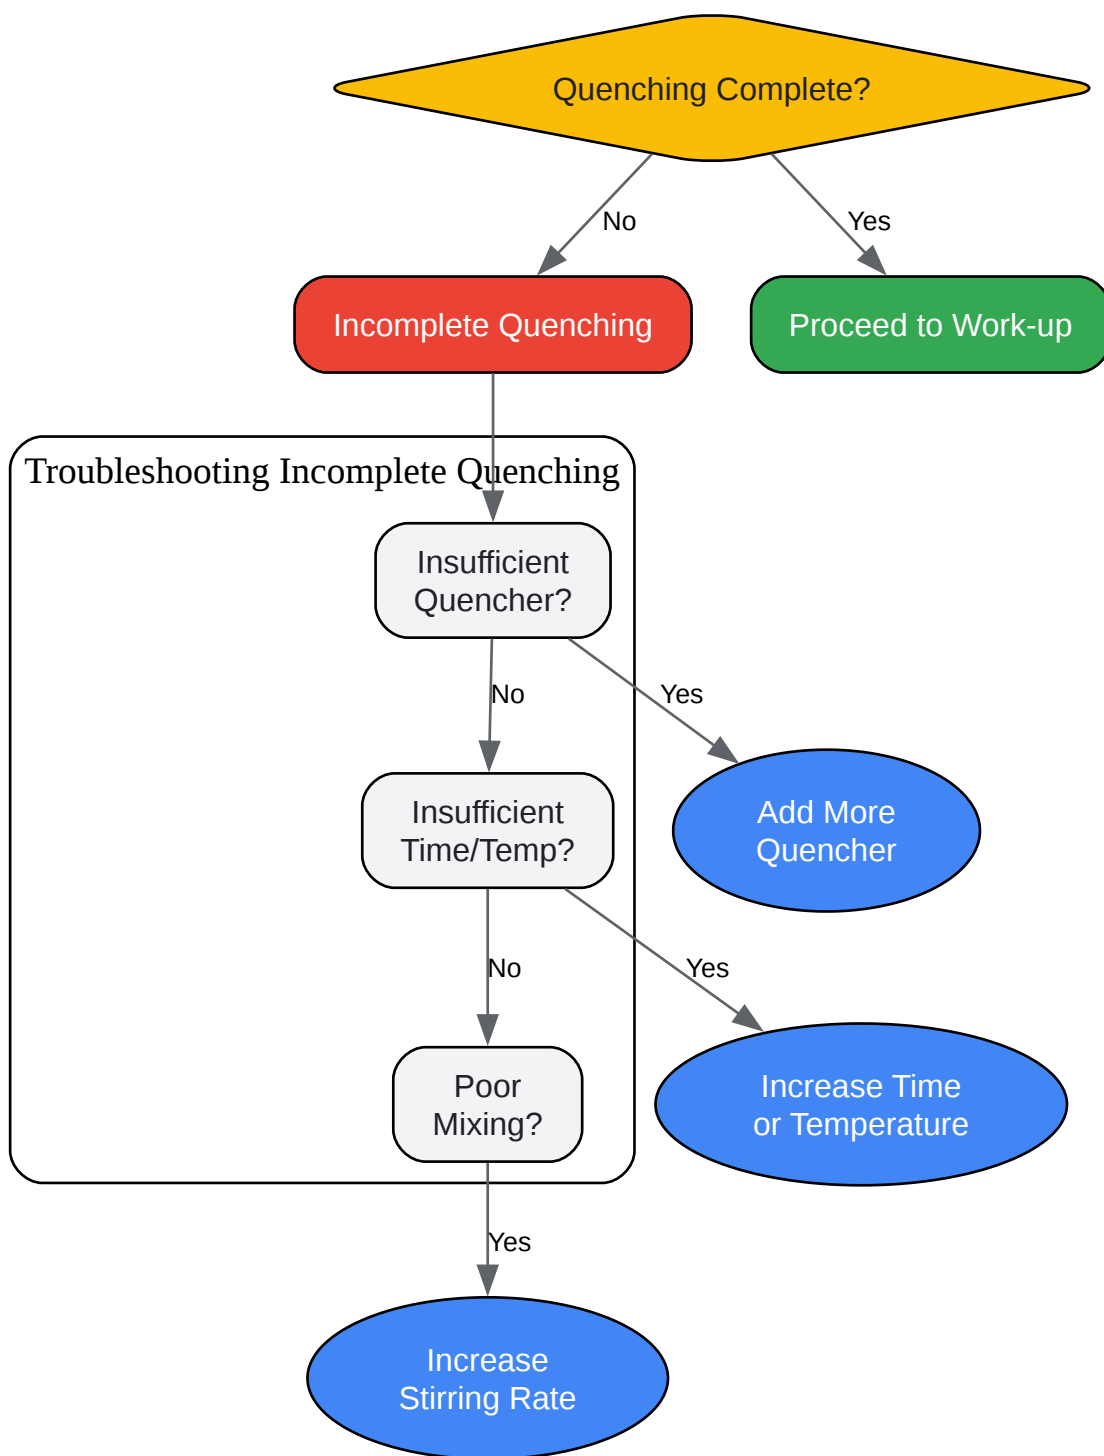 Quenching Complete?
No
Yes
Incomplete Quenching
Proceed to Work-up
Troubleshooting Incomplete Quenching
Insufficient
Quencher?
No
Yes
Insufficient
Time/Temp?
Add More
Quencher
No
Yes
Poor
Mixing?
Increase Time
or Temperature
Yes
Increase
Stirring Rate